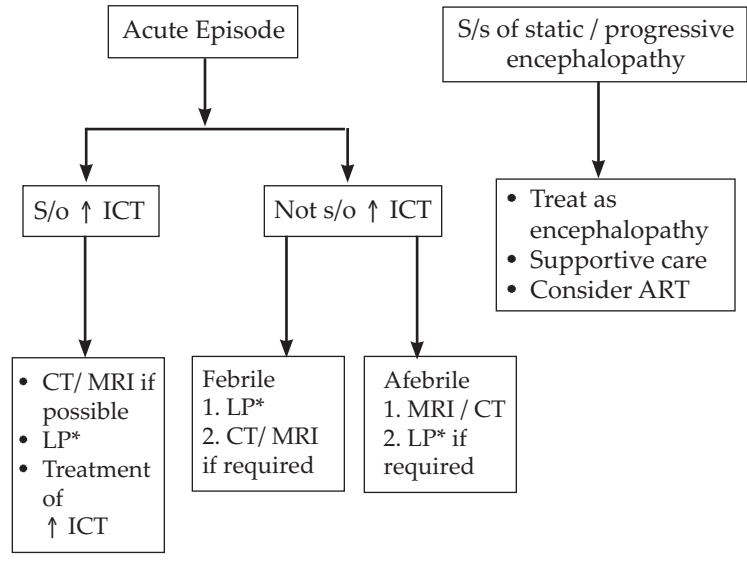 Acute Episode
S/s of static / progressive
encephalopathy
S/o ↑ ICT
Not s/o ↑ ICT
• Treat as
encephalopathy
• Supportive care
• Consider ART
• CT/ MRI if
possible
• LP*
• Treatment
of
↑ ICT
Febrile
1. LP*
2. CT/ MRI
if required
Afebrile
1. MRI / CT
2. LP* if
required